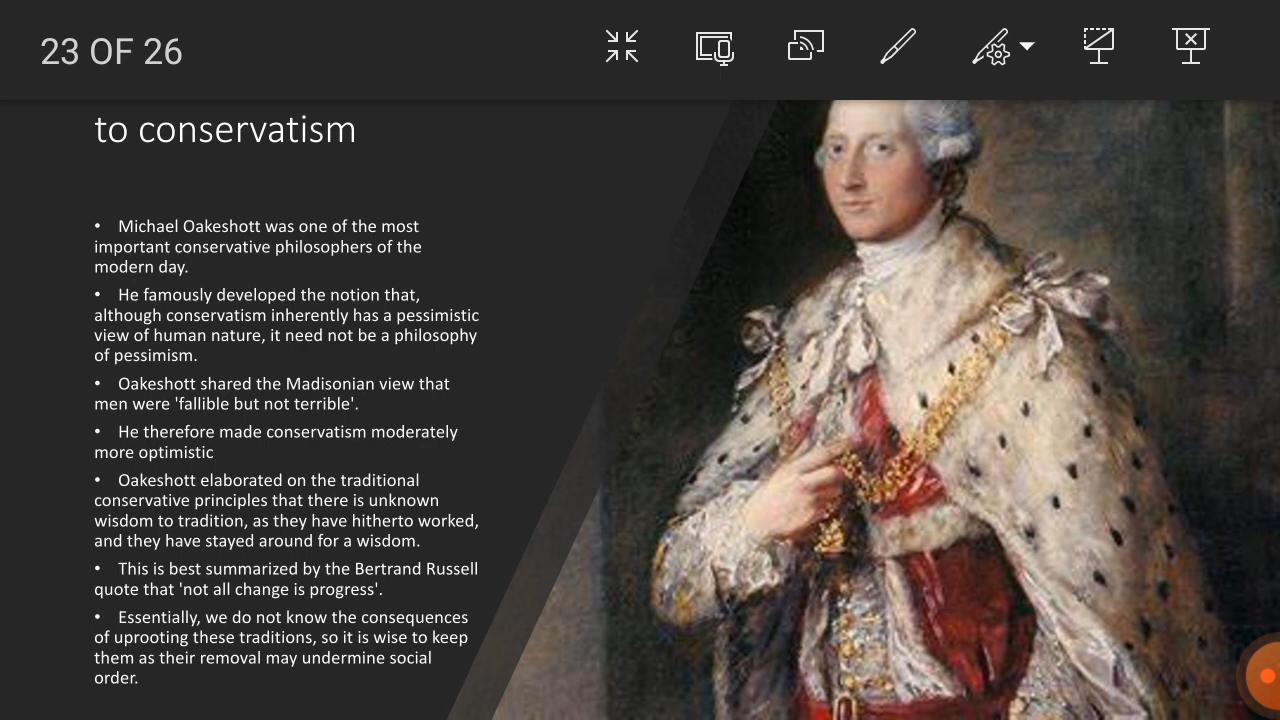 23 OF 26
to conservatism
• Michael Oakeshott was one of the most
important conservative philosophers of the
modern day.
• He famously developed the notion that,
although conservatism inherently has a pessimistic
view of human nature, it need not be a philosophy
of pessimism.
• Oakeshott shared the Madisonian view that
men were 'fallible but not terrible'.
• He therefore made conservatism moderately
more optimistic
• Oakeshott elaborated on the traditional
conservative principles that there is unknown
wisdom to tradition, as they have hitherto worked,
and they have stayed around for a wisdom.
• This is best summarized by the Bertrand Russell
quote that 'not all change is progress'.
• Essentially, we do not know the consequences
of uprooting these traditions, so it is wise to keep
them as their removal may undermine social
order.